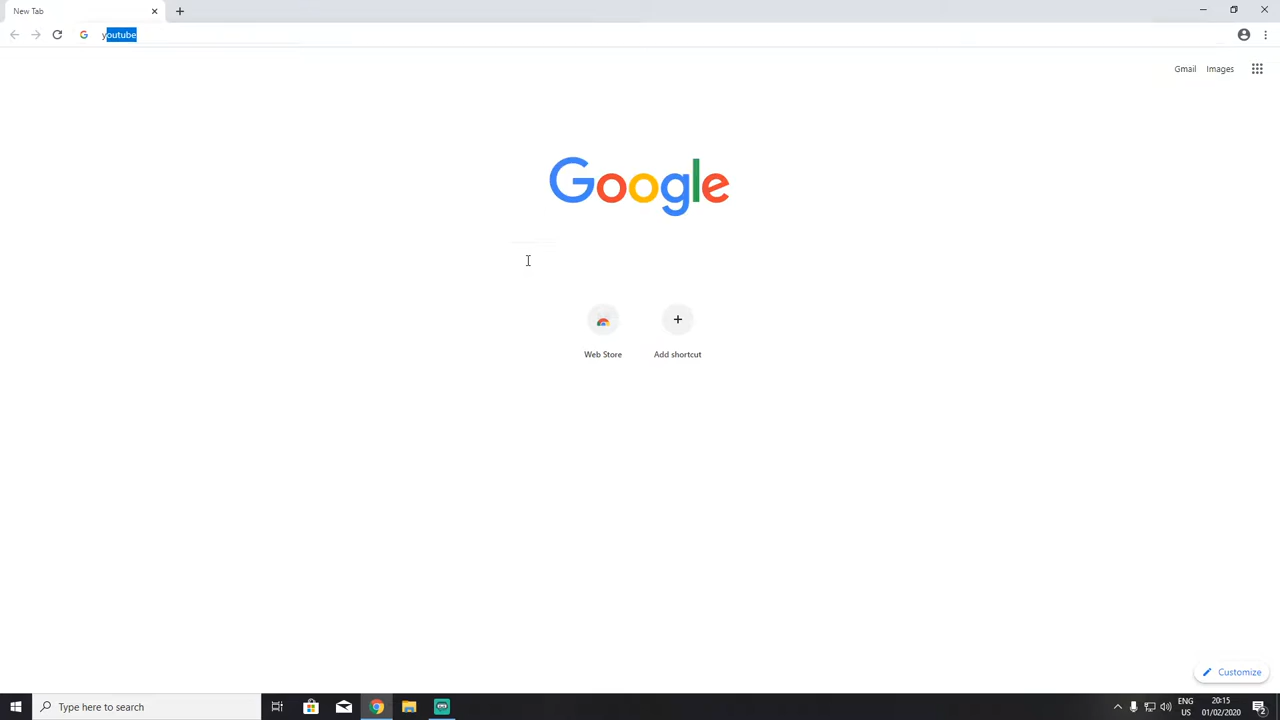 New Tab
youtube
Gmail Images
Google
Web Store Add shortcut
Customize
Type here to search
ENG
US
20:15
01/02/2020
2